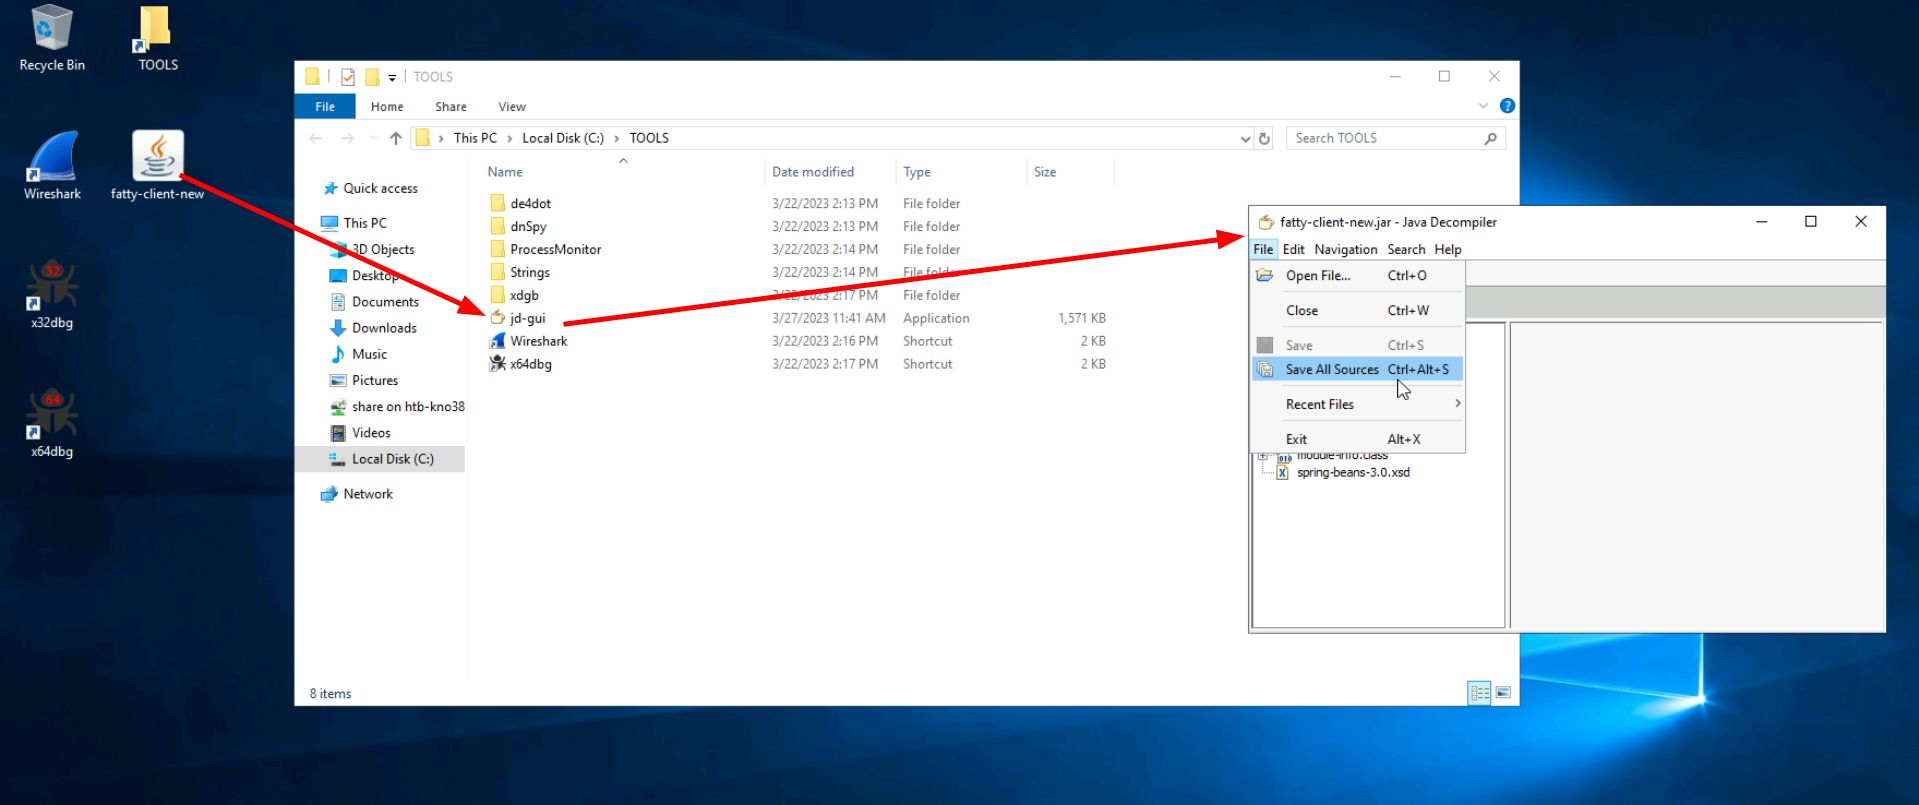 Recycle Bin
TOOLS
Wireshark
fatty-client-new
32
x32dbg
64
x64dbg
TOOLS
File Home Share View
This PC > Local Disk (C:) > TOOLS
Search TOOLS
Name Date modified Type Size
Quick access
This PC
3D Objects
Desktop
Documents
Downloads
Music
Pictures
share on htb-kno38
Videos
Local Disk (C:)
Network
de4dot 3/22/2023 2:13 PM File folder
dnSpy 3/22/2023 2:13 PM File folder
ProcessMonitor 3/22/2023 2:14 PM File folder
Strings 3/22/2023 2:14 PM File folder
xdgb 3/22/2023 2:17 PM File folder
jd-gui 3/27/2023 11:41 AM Application 1,571 KB
Wireshark 3/22/2023 2:16 PM Shortcut 2 KB
x64dbg 3/22/2023 2:17 PM Shortcut 2 KB
8 items
fatty-client-new.jar - Java Decompiler
File Edit Navigation Search Help
Open File... Ctrl+O
Close Ctrl+W
Save Ctrl+S
Save All Sources Ctrl+Alt+S
Recent Files >
Exit Alt+X
module-info.class
spring-beans-3.0.xsd